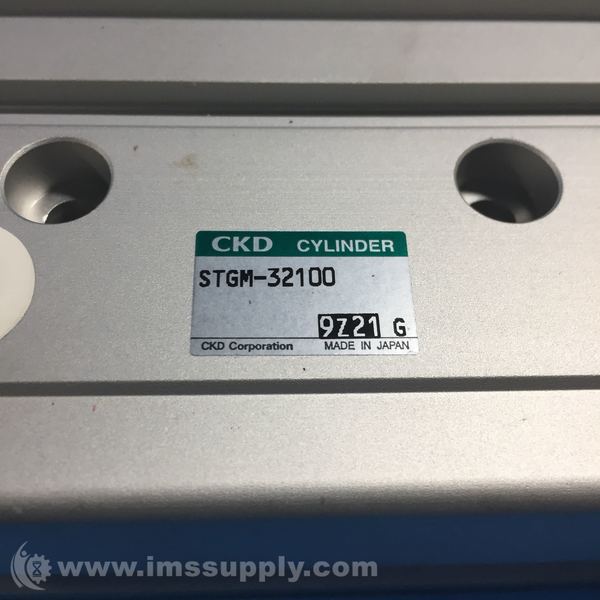 CKD CYLINDER
STGM-32100
9Z21 G
CKD Corporation MADE IN JAPAN
www.imssupply.com